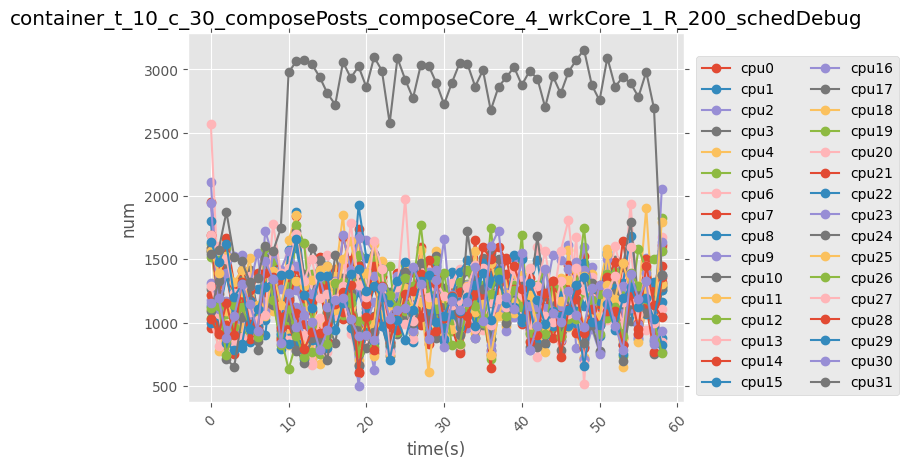 container_t_10_c_30_composePosts_composeCore_4_wrkCore_1_R_200_schedDebug
num
3000
2500
2000
1500
1000
500
0
10
20
30
40
50
60
time(s)
cpu0
cpu1
cpu2
cpu3
cpu4
cpu5
cpu6
cpu7
cpu8
cpu9
cpu10
cpu11
cpu12
cpu13
cpu14
cpu15
cpu16
cpu17
cpu18
cpu19
cpu20
cpu21
cpu22
cpu23
cpu24
cpu25
cpu26
cpu27
cpu28
cpu29
cpu30
cpu31